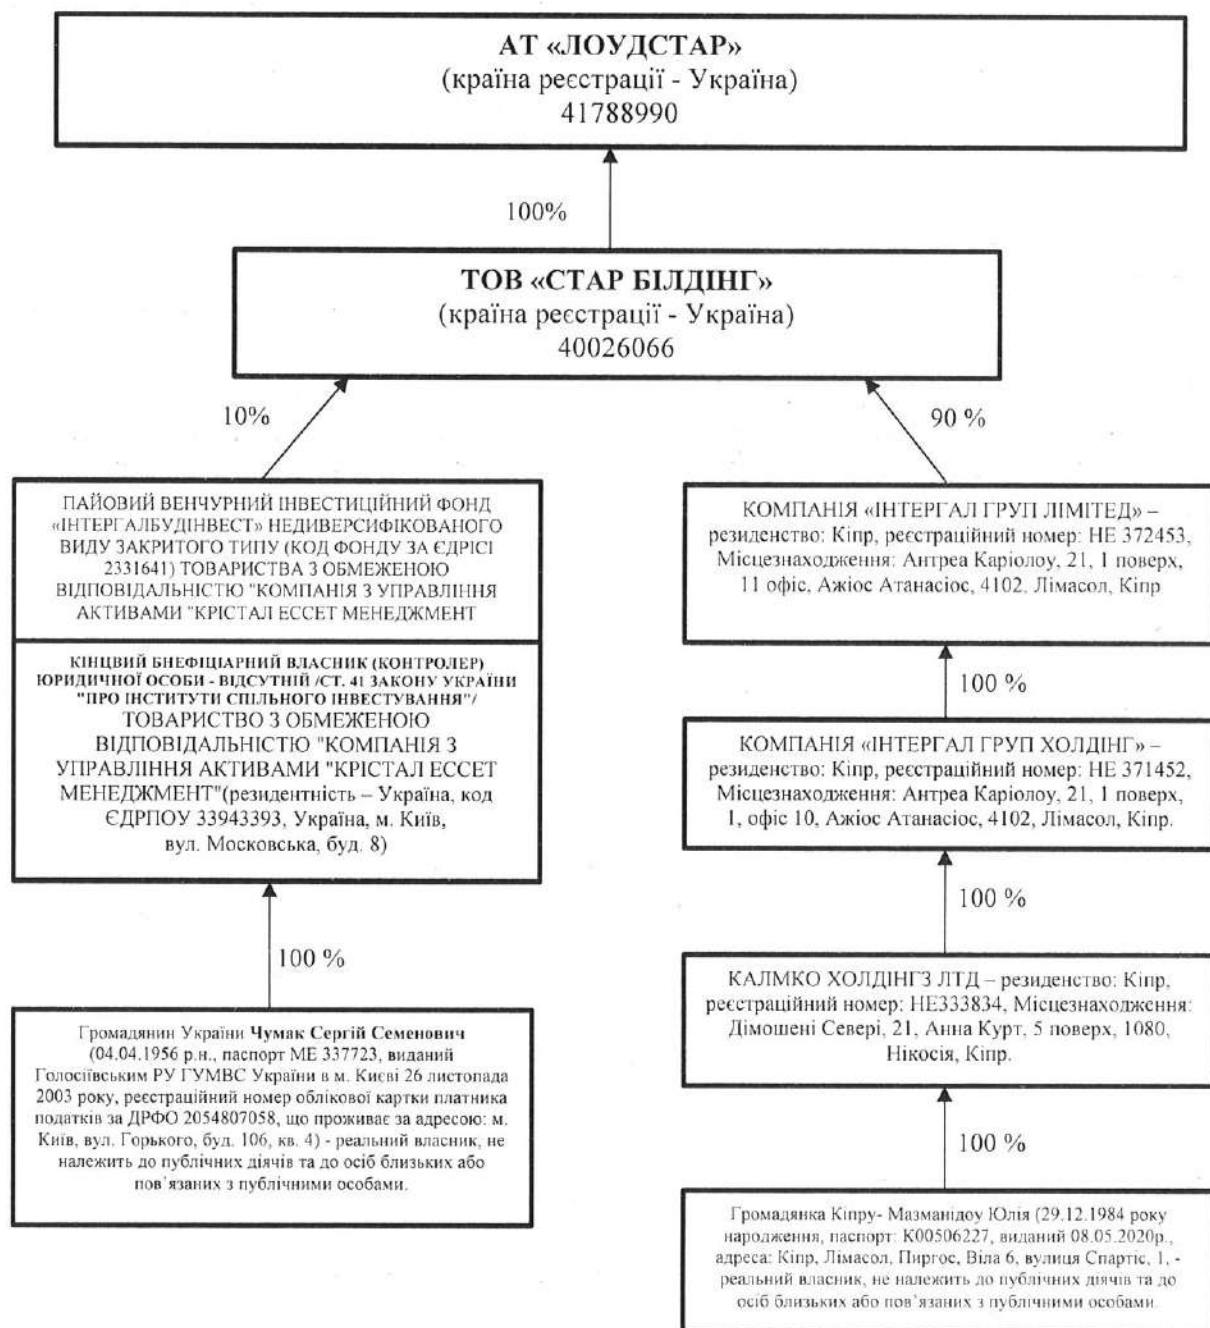 АТ «ЛОУДСТАР»
(країна реєстрації - Україна)
41788990
100%
ТОВ «СТАР БІЛДІНГ»
(країна реєстрації - Україна)
40026066
10%
90 %
ПАЙОВИЙ ВЕНЧУРНИЙ ІНВЕСТИЦІЙНИЙ ФОНД
«ІНТЕРГАЛБУДІНВЕСТ» НЕДИВЕРСИФІКОВАНОГО
ВИДУ ЗАКРИТОГО ТИПУ (КОД ФОНДУ ЗА ЄДРІСІ
2331641) ТОВАРИСТВА З ОБМЕЖЕНОЮ
ВІДПОВІДАЛЬНІСТЮ "КОМПАНІЯ З УПРАВЛІННЯ
АКТИВАМИ "КРІСТАЛ ЕССЕТ МЕНЕДЖМЕНТ
КІНЦВИЙ БНЕФІЦІАРНИЙ ВЛАСНИК (КОНТРОЛЕР)
ЮРИДИЧНОЇ ОСОБИ - ВІДСУТНІЙ /СТ. 41 ЗАКОНУ УКРАЇНИ
"ПРО ІНСТИТУТИ СПІЛЬНОГО ІНВЕСТУВАННЯ"/
ТОВАРИСТВО З ОБМЕЖЕНОЮ
ВІДПОВІДАЛЬНІСТЮ "КОМПАНІЯ З
УПРАВЛІННЯ АКТИВАМИ "КРІСТАЛ ЕССЕТ
МЕНЕДЖМЕНТ"(резидентність – Україна, код
ЄДРПОУ 33943393, Україна, м. Київ,
вул. Московська, буд. 8)
100 %
Громадянин України Чумак Сергій Семенович
(04.04.1956 р.н., паспорт МЕ 337723, виданий
Голосіївським РУ ГУМВС України в м. Києві 26 листопада
2003 року, реєстраційний номер облікової картки платника
податків за ДРФО 2054807058, що проживає за адресою: м.
Київ, вул. Горького, буд. 106, кв. 4) - реальний власник, не
належить до публічних діячів та до осіб близьких або
пов’язаних з публічними особами.
КОМПАНІЯ «ІНТЕРГАЛ ГРУП ЛІМІТЕД» –
резиденство: Кіпр, реєстраційний номер: НЕ 372453,
Місцезнаходження: Антреа Каріолоу, 21, 1 поверх,
11 офіс, Ажіос Атанасіос, 4102, Лімасол, Кіпр
100 %
КОМПАНІЯ «ІНТЕРГАЛ ГРУП ХОЛДІНГ» –
резиденство: Кіпр, реєстраційний номер: НЕ 371452,
Місцезнаходження: Антреа Каріолоу, 21, 1 поверх,
1, офіс 10, Ажіос Атанасіос, 4102, Лімасол, Кіпр.
100 %
КАЛМКО ХОЛДІНГЗ ЛТД – резиденство: Кіпр,
реєстраційний номер: НЕ333834, Місцезнаходження:
Дімошені Севері, 21, Анна Курт, 5 поверх, 1080,
Нікосія, Кіпр.
100 %
Громадянка Кіпру- Мазманідоу Юлія (29.12.1984 року
народження, паспорт: К00506227, виданий 08.05.2020р.,
адреса: Кіпр, Лімасол, Пиргос, Віла 6, вулиця Спартіс, 1, -
реальний власник, не належить до публічних діячів та до
осіб близьких або пов’язаних з публічними особами.